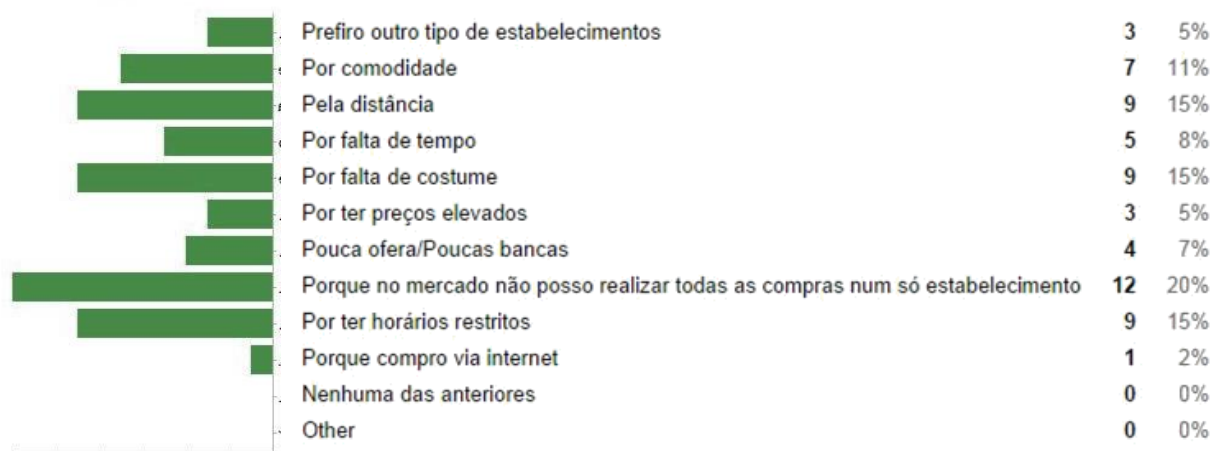 Prefiro outro tipo de estabelecimentos 3 5%
Por comodidade 7 11%
Pela distância 9 15%
Por falta de tempo 5 8%
Por falta de costume 9 15%
Por ter preços elevados 3 5%
Pouca ofera/Poucas bancas 4 7%
Porque no mercado não posso realizar todas as compras num só estabelecimento 12 20%
Por ter horários restritos 9 15%
Porque compro via internet 1 2%
Nenhuma das anteriores 0 0%
Other 0 0%